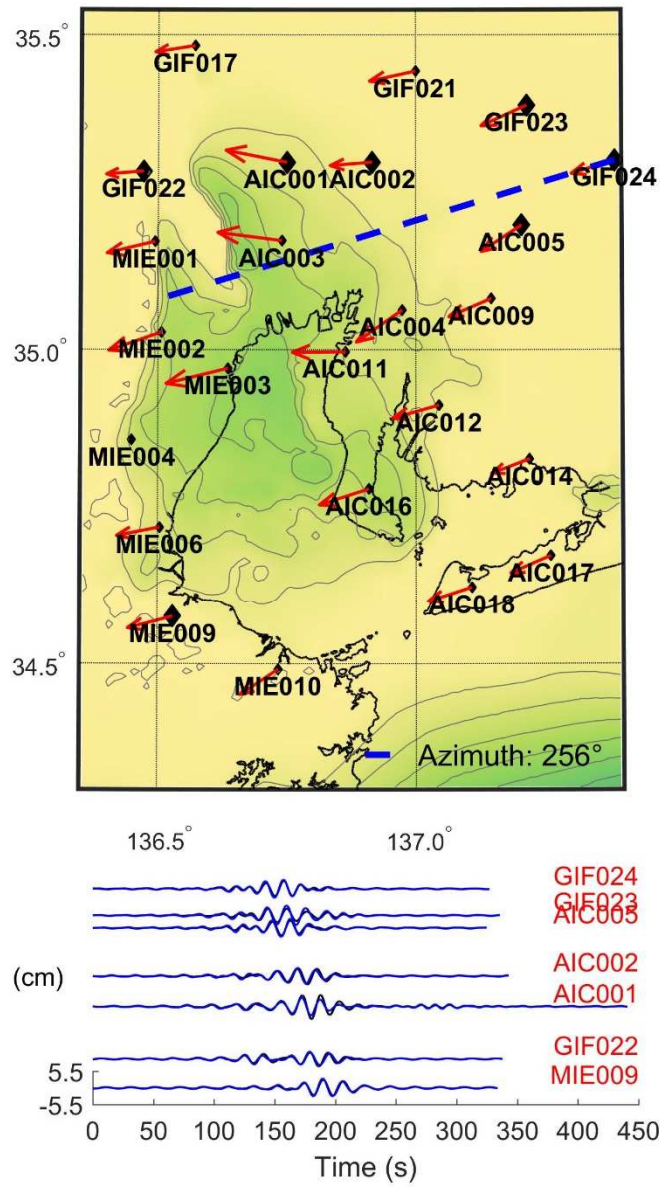 35.5°
GIF017
GIF021
GIF023
GIF022
AIC001
AIC002
GIF024
MIE001
AIC003
AIC005
MIE002
AIC004
AIC009
35.0°
MIE003
AIC011
AIC012
MIE004
AIC014
AIC016
MIE006
AIC017
AIC018
MIE009
34.5°
MIE010
Azimuth: 256°
136.5°
137.0°
GIF024
GIF023
AIC005
AIC002
(cm)
AIC001
GIF022
5.5
MIE009
-5.5
0 50 100 150 200 250 300 350 400 450
Time (s)